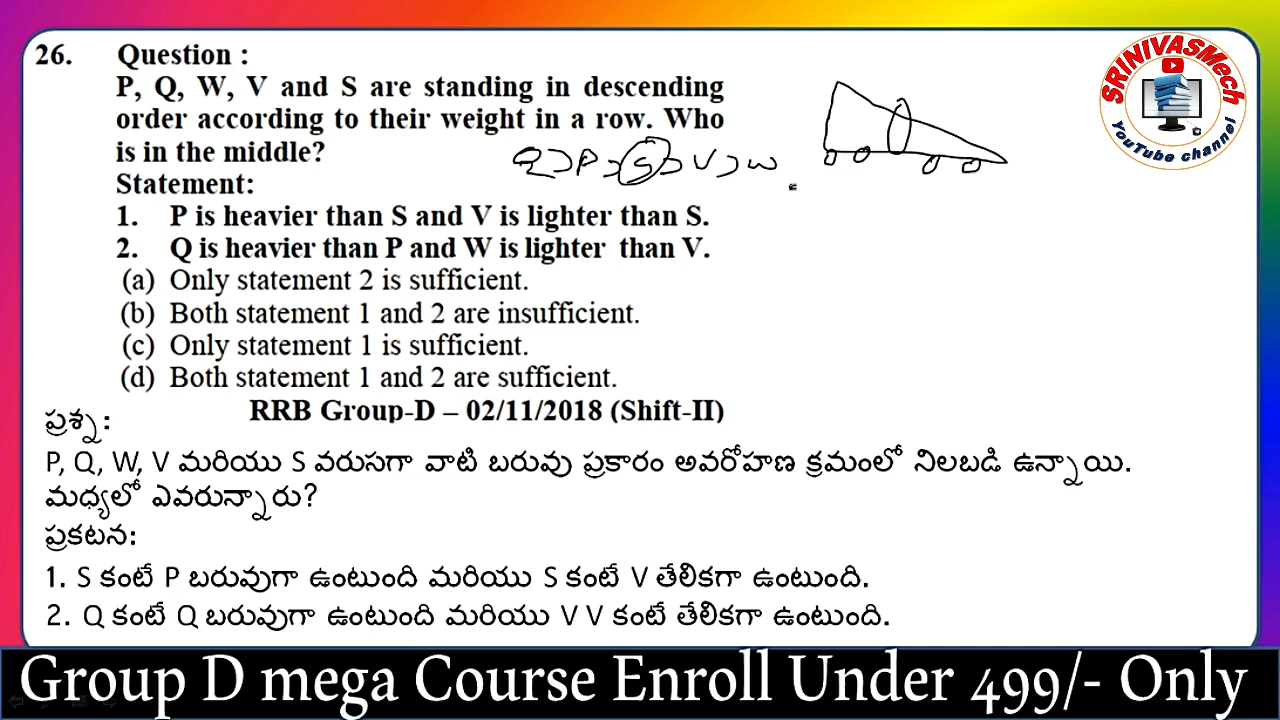 26. Question :
P, Q, W, V and S are standing in descending
order according to their weight in a row. Who
is in the middle?
Q > P > S > V > W
Statement:
1. P is heavier than S and V is lighter than S.
2. Q is heavier than P and W is lighter than V.
(a) Only statement 2 is sufficient.
(b) Both statement 1 and 2 are insufficient.
(c) Only statement 1 is sufficient.
(d) Both statement 1 and 2 are sufficient.
RRB Group-D – 02/11/2018 (Shift-II)
SRINIVASMech
YouTube channel
ప్రశ్న:
P, Q, W, V మరియు S వరుసగా వాటి బరువు ప్రకారం అవరోహణ క్రమంలో నిలబడి ఉన్నాయి.
మధ్యలో ఎవరున్నారు?
ప్రకటన:
1. S కంటే P బరువుగా ఉంటుంది మరియు S కంటే V తేలికగా ఉంటుంది.
2. Q కంటే Q బరువుగా ఉంటుంది మరియు V V కంటే తేలికగా ఉంటుంది.
Group D mega Course Enroll Under 499/- Only